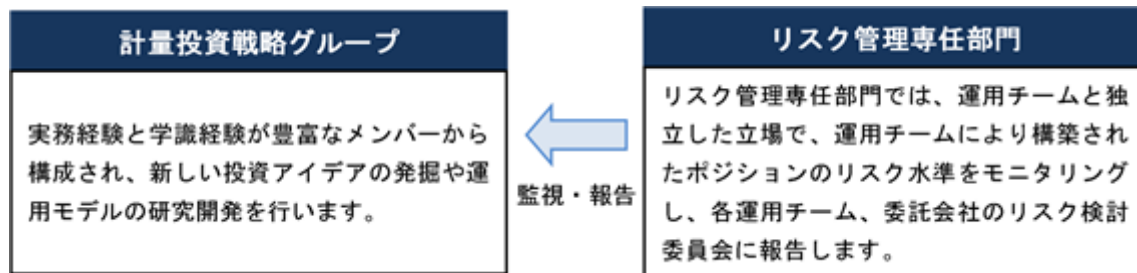 計量投資戦略グループ
実務経験と学識経験が豊富なメンバーから
構成され、新しい投資アイデアの発掘や運
用モデルの研究開発を行います。
監視・報告
リスク管理専任部門
リスク管理専任部門では、運用チームと独
立した立場で、運用チームにより構築され
たポジションのリスク水準をモニタリング
し、各運用チーム、委託会社のリスク検討
委員会に報告します。